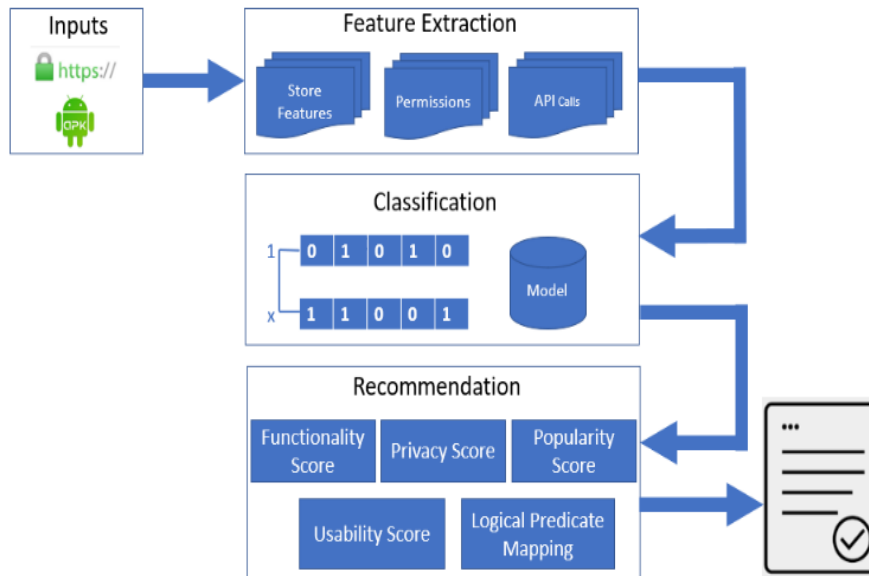 Inputs
https://
APK
Feature Extraction
Store
Features
Permissions
API Calls
Classification
1
0 1 0 1 0
x
1 1 0 0 1
Model
Recommendation
Functionality
Score
Privacy Score
Popularity
Score
Usability Score
Logical Predicate
Mapping